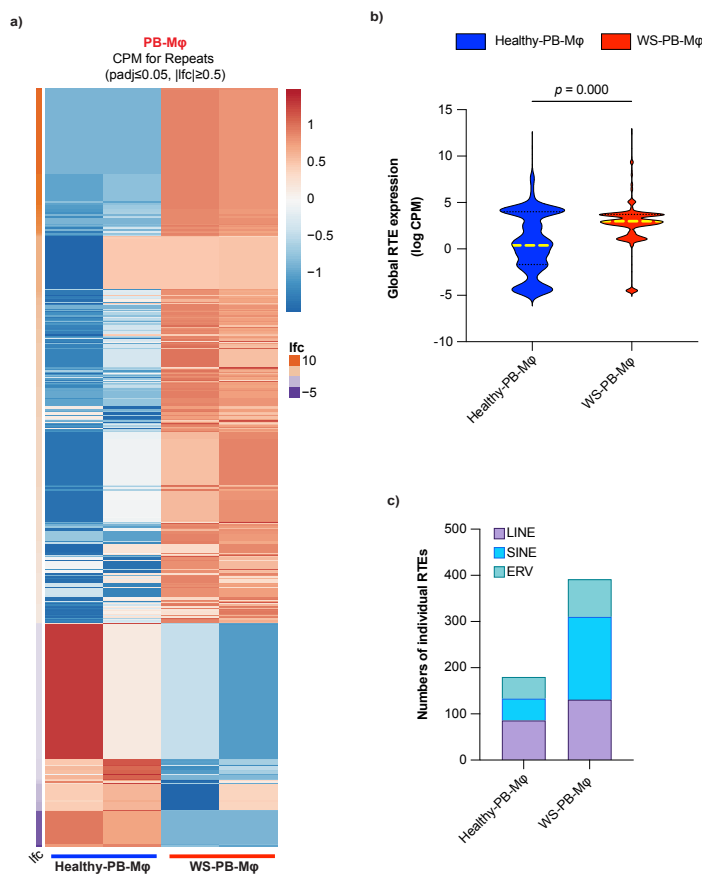 a)
PB-Mφ
CPM for Repeats
(padj≤0.05, |lfc|≥0.5)
1
0.5
0
−0.5
−1
lfc
10
−5
lfc
Healthy-PB-Mφ
WS-PB-Mφ
b)
Healthy-PB-Mφ
WS-PB-Mφ
p = 0.000
Global RTE expression
(log CPM)
15
10
5
0
-5
-10
Healthy-PB-Mφ
WS-PB-Mφ
c)
LINE
SINE
ERV
Numbers of individual RTEs
500
400
300
200
100
0
Healthy-PB-Mφ
WS-PB-Mφ